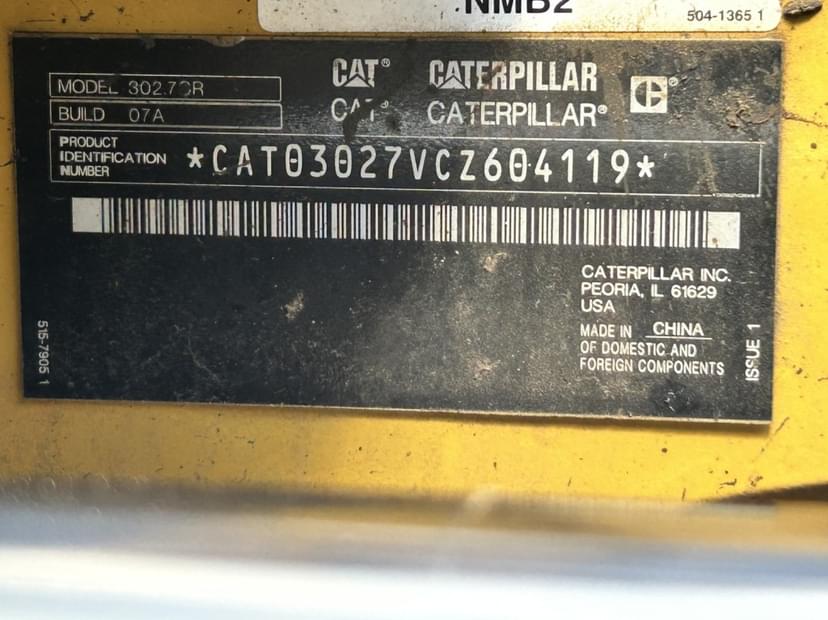 NMB2
504-1365 1
MODEL 302.7CR
BUILD 07A
CAT® CATERPILLAR ®
CAT® CATERPILLAR®
PRODUCT
IDENTIFICATION
NUMBER
*CAT03027VCZ604119*
CATERPILLAR INC.
PEORIA, IL 61629
USA
MADE IN CHINA
OF DOMESTIC AND
FOREIGN COMPONENTS
515-7905 1
ISSUE 1